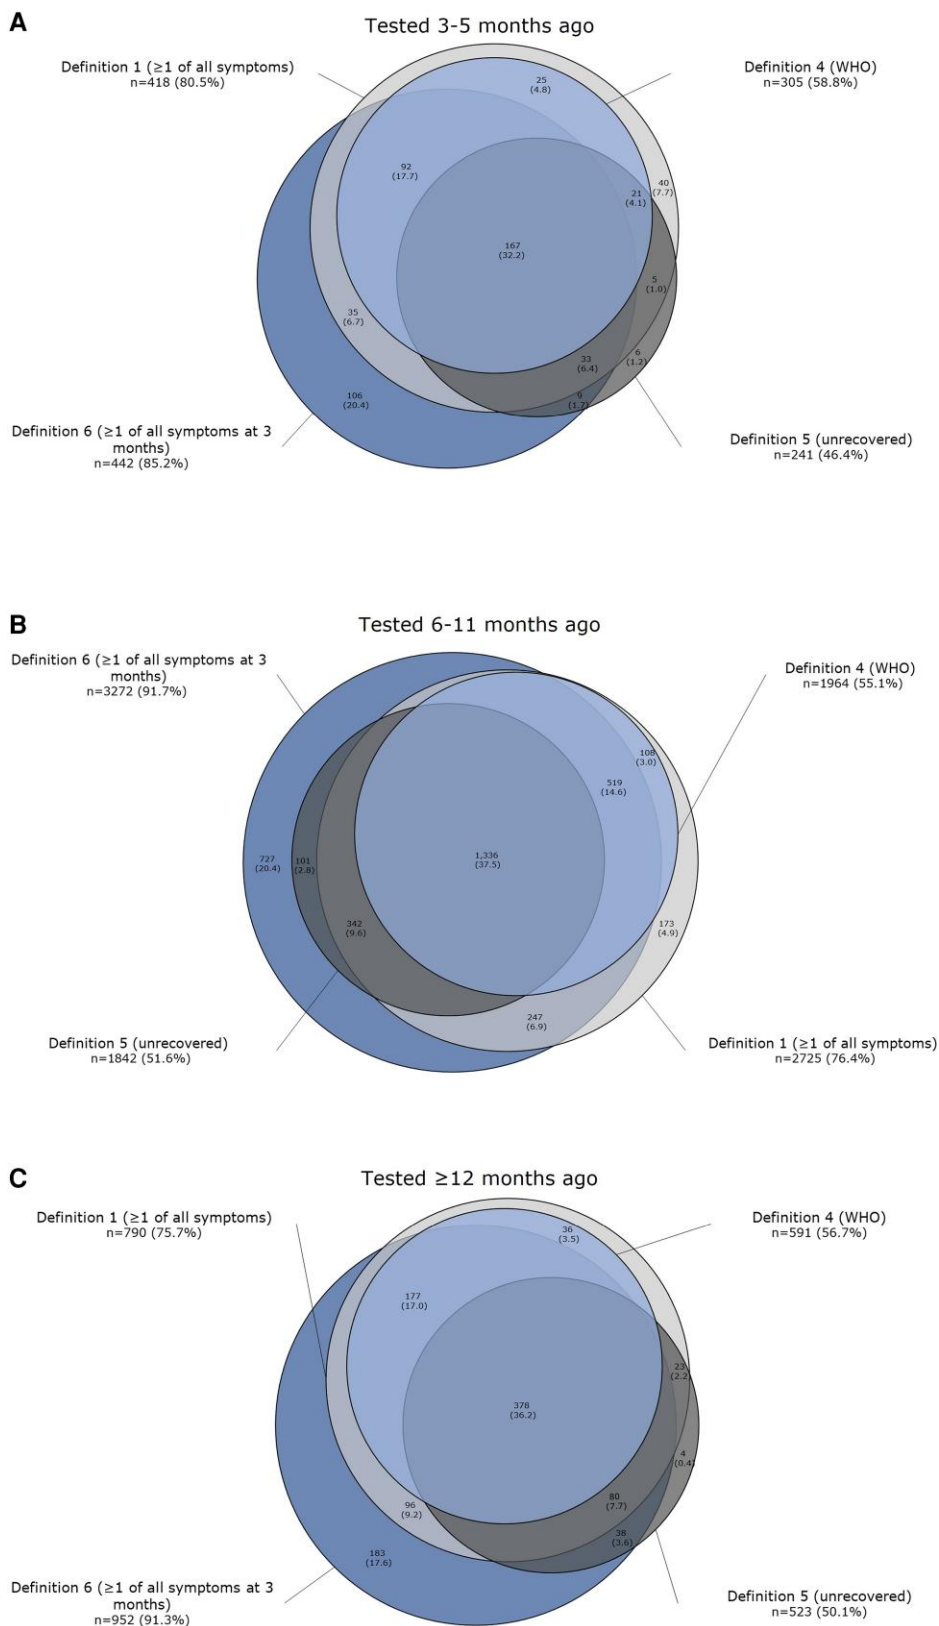 A
Tested 3-5 months ago
Definition 1 (≥1 of all symptoms)
n=418 (80.5%)
Definition 4 (WHO)
n=305 (58.8%)
25
(4.8)
92
(17.7)
40
(7.7)
21
(4.1)
167
(32.2)
5
(1.0)
35
(6.7)
6
(1.2)
33
(6.4)
9
(1.7)
106
(20.4)
Definition 6 (≥1 of all symptoms at 3
months)
n=442 (85.2%)
Definition 5 (unrecovered)
n=241 (46.4%)
B
Tested 6-11 months ago
Definition 6 (≥1 of all symptoms at 3
months)
n=3272 (91.7%)
Definition 4 (WHO)
n=1964 (55.1%)
108
(3.0)
519
(14.6)
727
(20.4)
101
(2.8)
1,336
(37.5)
342
(9.6)
173
(4.9)
247
(6.9)
Definition 5 (unrecovered)
n=1842 (51.6%)
Definition 1 (≥1 of all symptoms)
n=2725 (76.4%)
C
Tested ≥12 months ago
Definition 1 (≥1 of all symptoms)
n=790 (75.7%)
Definition 4 (WHO)
n=591 (56.7%)
36
(3.5)
177
(17.0)
23
(2.2)
378
(36.2)
4
(0.4)
96
(9.2)
80
(7.7)
38
(3.6)
183
(17.6)
Definition 6 (≥1 of all symptoms at 3
months)
n=952 (91.3%)
Definition 5 (unrecovered)
n=523 (50.1%)